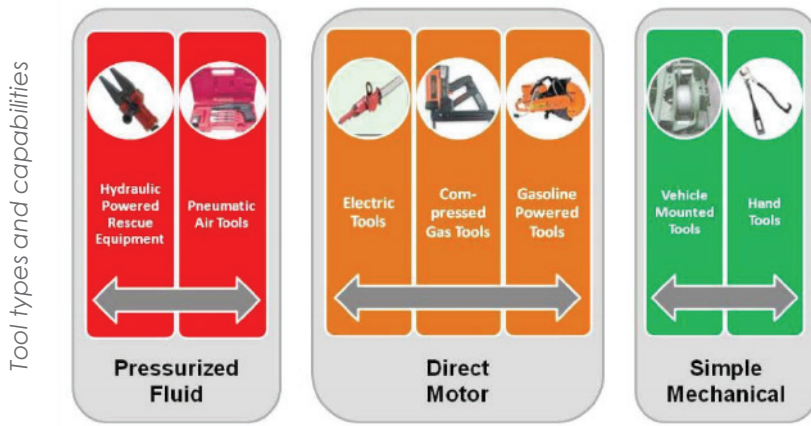 Tool types and capabilities
Hydraulic
Powered
Rescue
Equipment
Pneumatic
Air Tools
Electric
Tools
Com-
pressed
Gas Tools
Gasoline
Powered
Tools
Vehicle
Mounted
Tools
Hand
Tools
Pressurized
Fluid
Direct
Motor
Simple
Mechanical